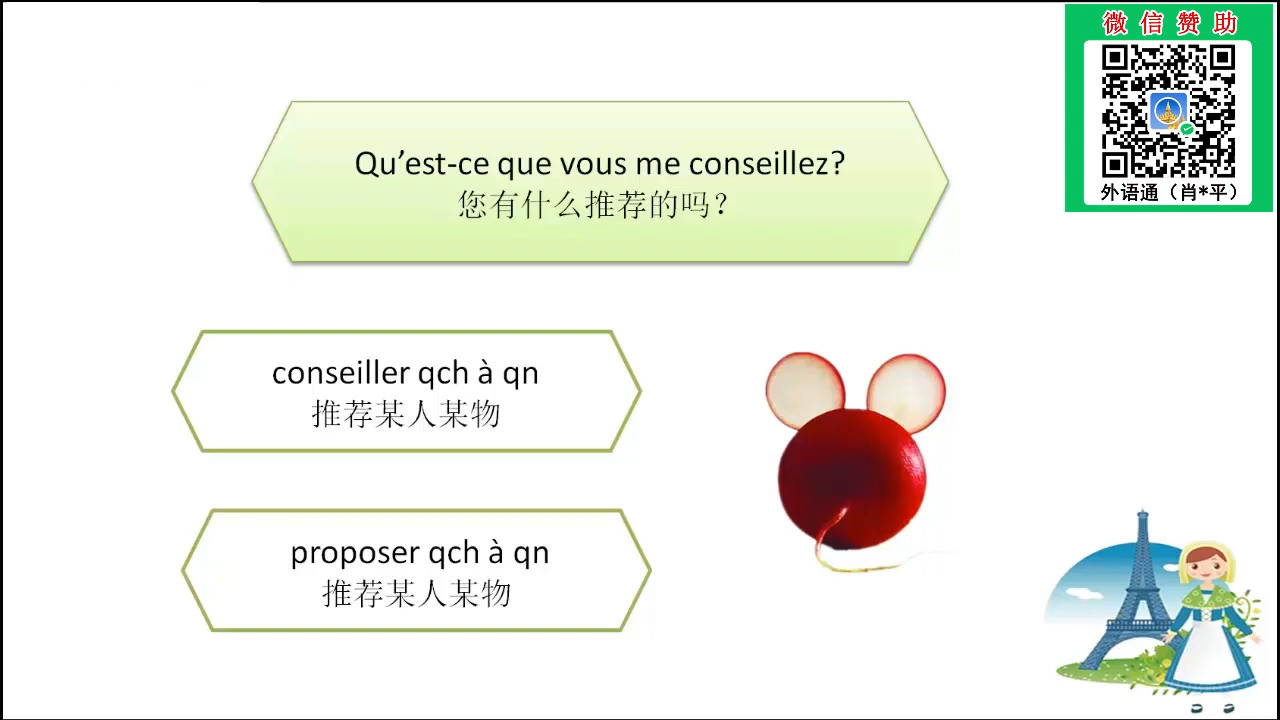 微信赞助
外语通（肖*平）
Qu’est-ce que vous me conseillez?
您有什么推荐的吗?
conseiller qch à qn
推荐某人某物
proposer qch à qn
推荐某人某物